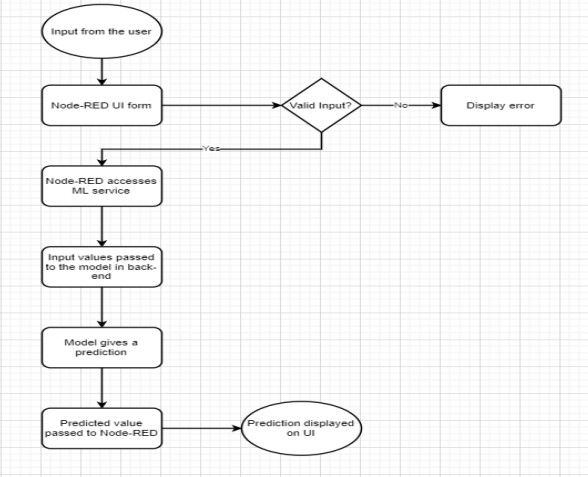 Input from the user
Node-RED UI form
Valid Input?
No
Display error
Yes
Node-RED accesses
ML service
Input values passed
to the model in back-
end
Model gives a
prediction
Predicted value
passed to Node-RED
Prediction displayed
on UI